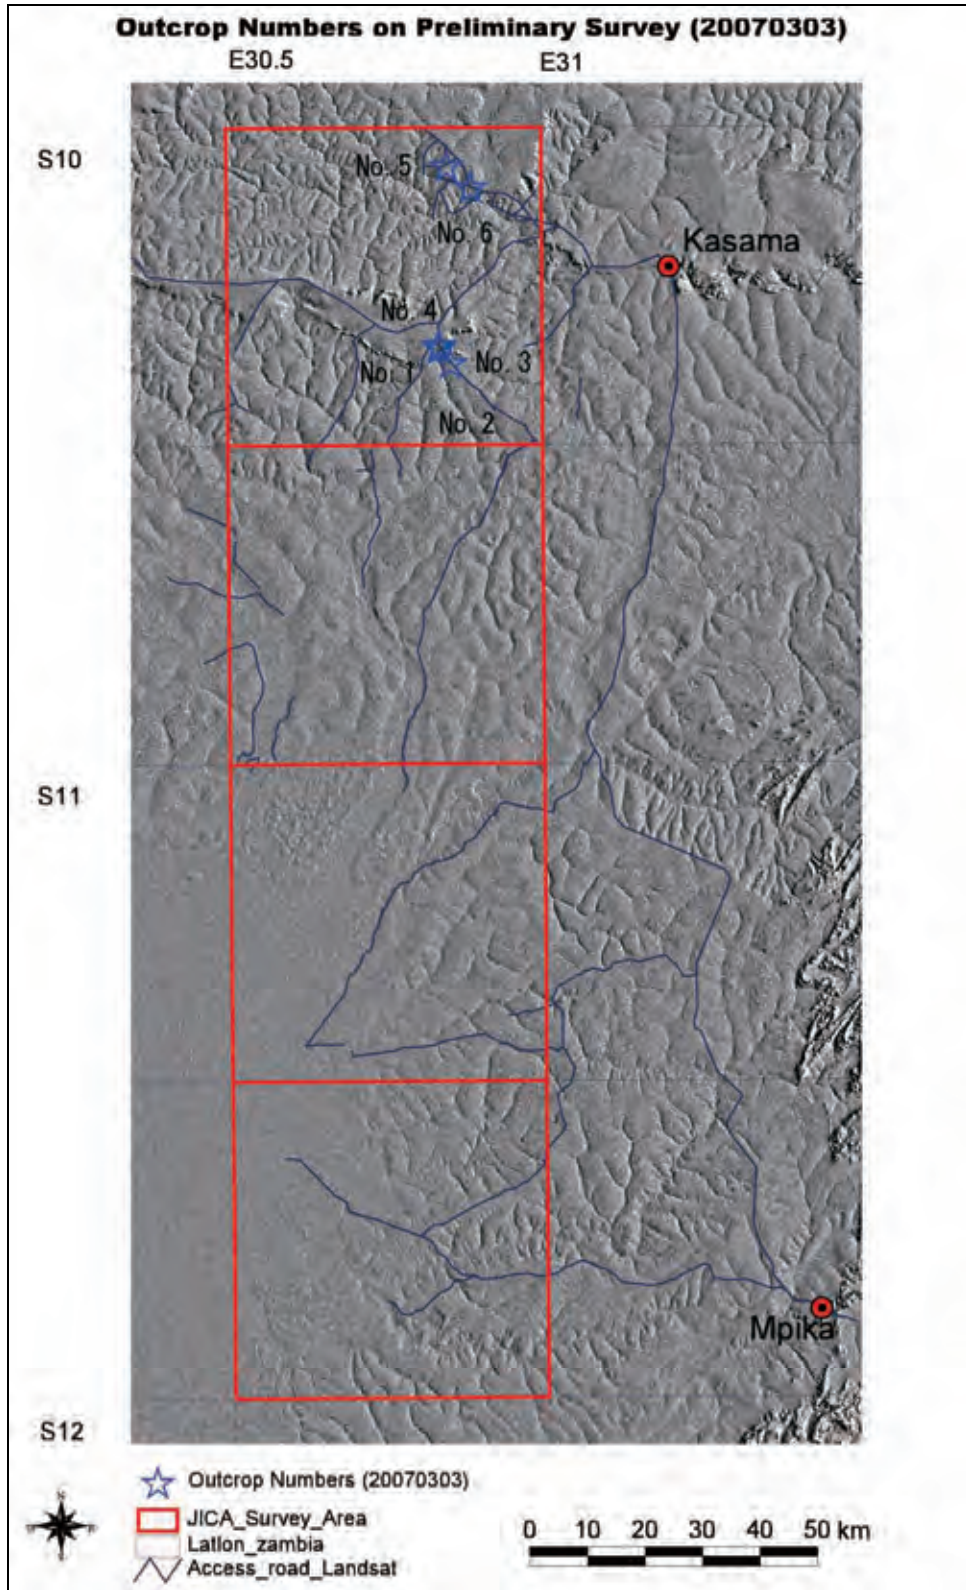 Outcrop Numbers on Preliminary Survey (20070303)
E30.5 E31
S10
No. 5
No. 6
Kasama
No. 4
No. 1
No. 3
No. 2
S11
Mpika
S12
Outcrop Numbers (20070303)
JICA_Survey_Area
Latlon_zambia
Access_road_Landsat
0 10 20 30 40 50 km